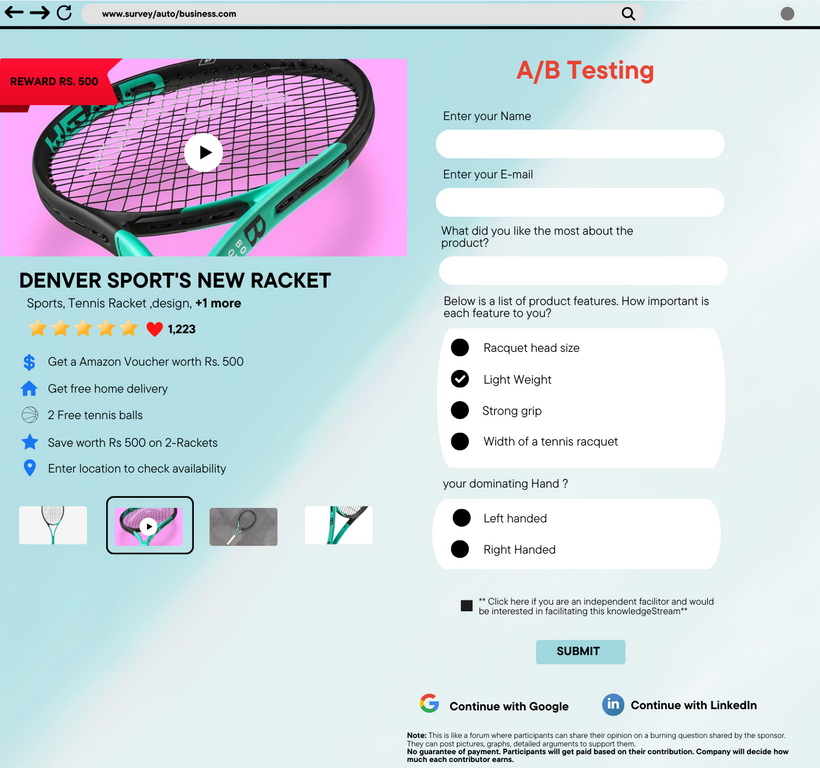 www.survey/auto/business.com
REWARD RS. 500
DENVER SPORT'S NEW RACKET
Sports, Tennis Racket ,design, +1 more
1,223
Get a Amazon Voucher worth Rs. 500
Get free home delivery
2 Free tennis balls
Save worth Rs 500 on 2-Rackets
Enter location to check availability
A/B Testing
Enter your Name
Enter your E-mail
What did you like the most about the
product?
Below is a list of product features. How important is
each feature to you?
Racquet head size
Light Weight
Strong grip
Width of a tennis racquet
your dominating Hand ?
Left handed
Right Handed
** Click here if you are an independent facilitor and would
be interested in facilitating this knowledgeStream**
SUBMIT
Continue with Google
in
Continue with LinkedIn
Note: This is like a forum where participants can share their opinion on a burning question shared by the sponsor.
They can post pictures, graphs, detailed arguments to support them.
No guarantee of payment. Participants will get paid based on their contribution. Company will decide how
much each contributor earns.